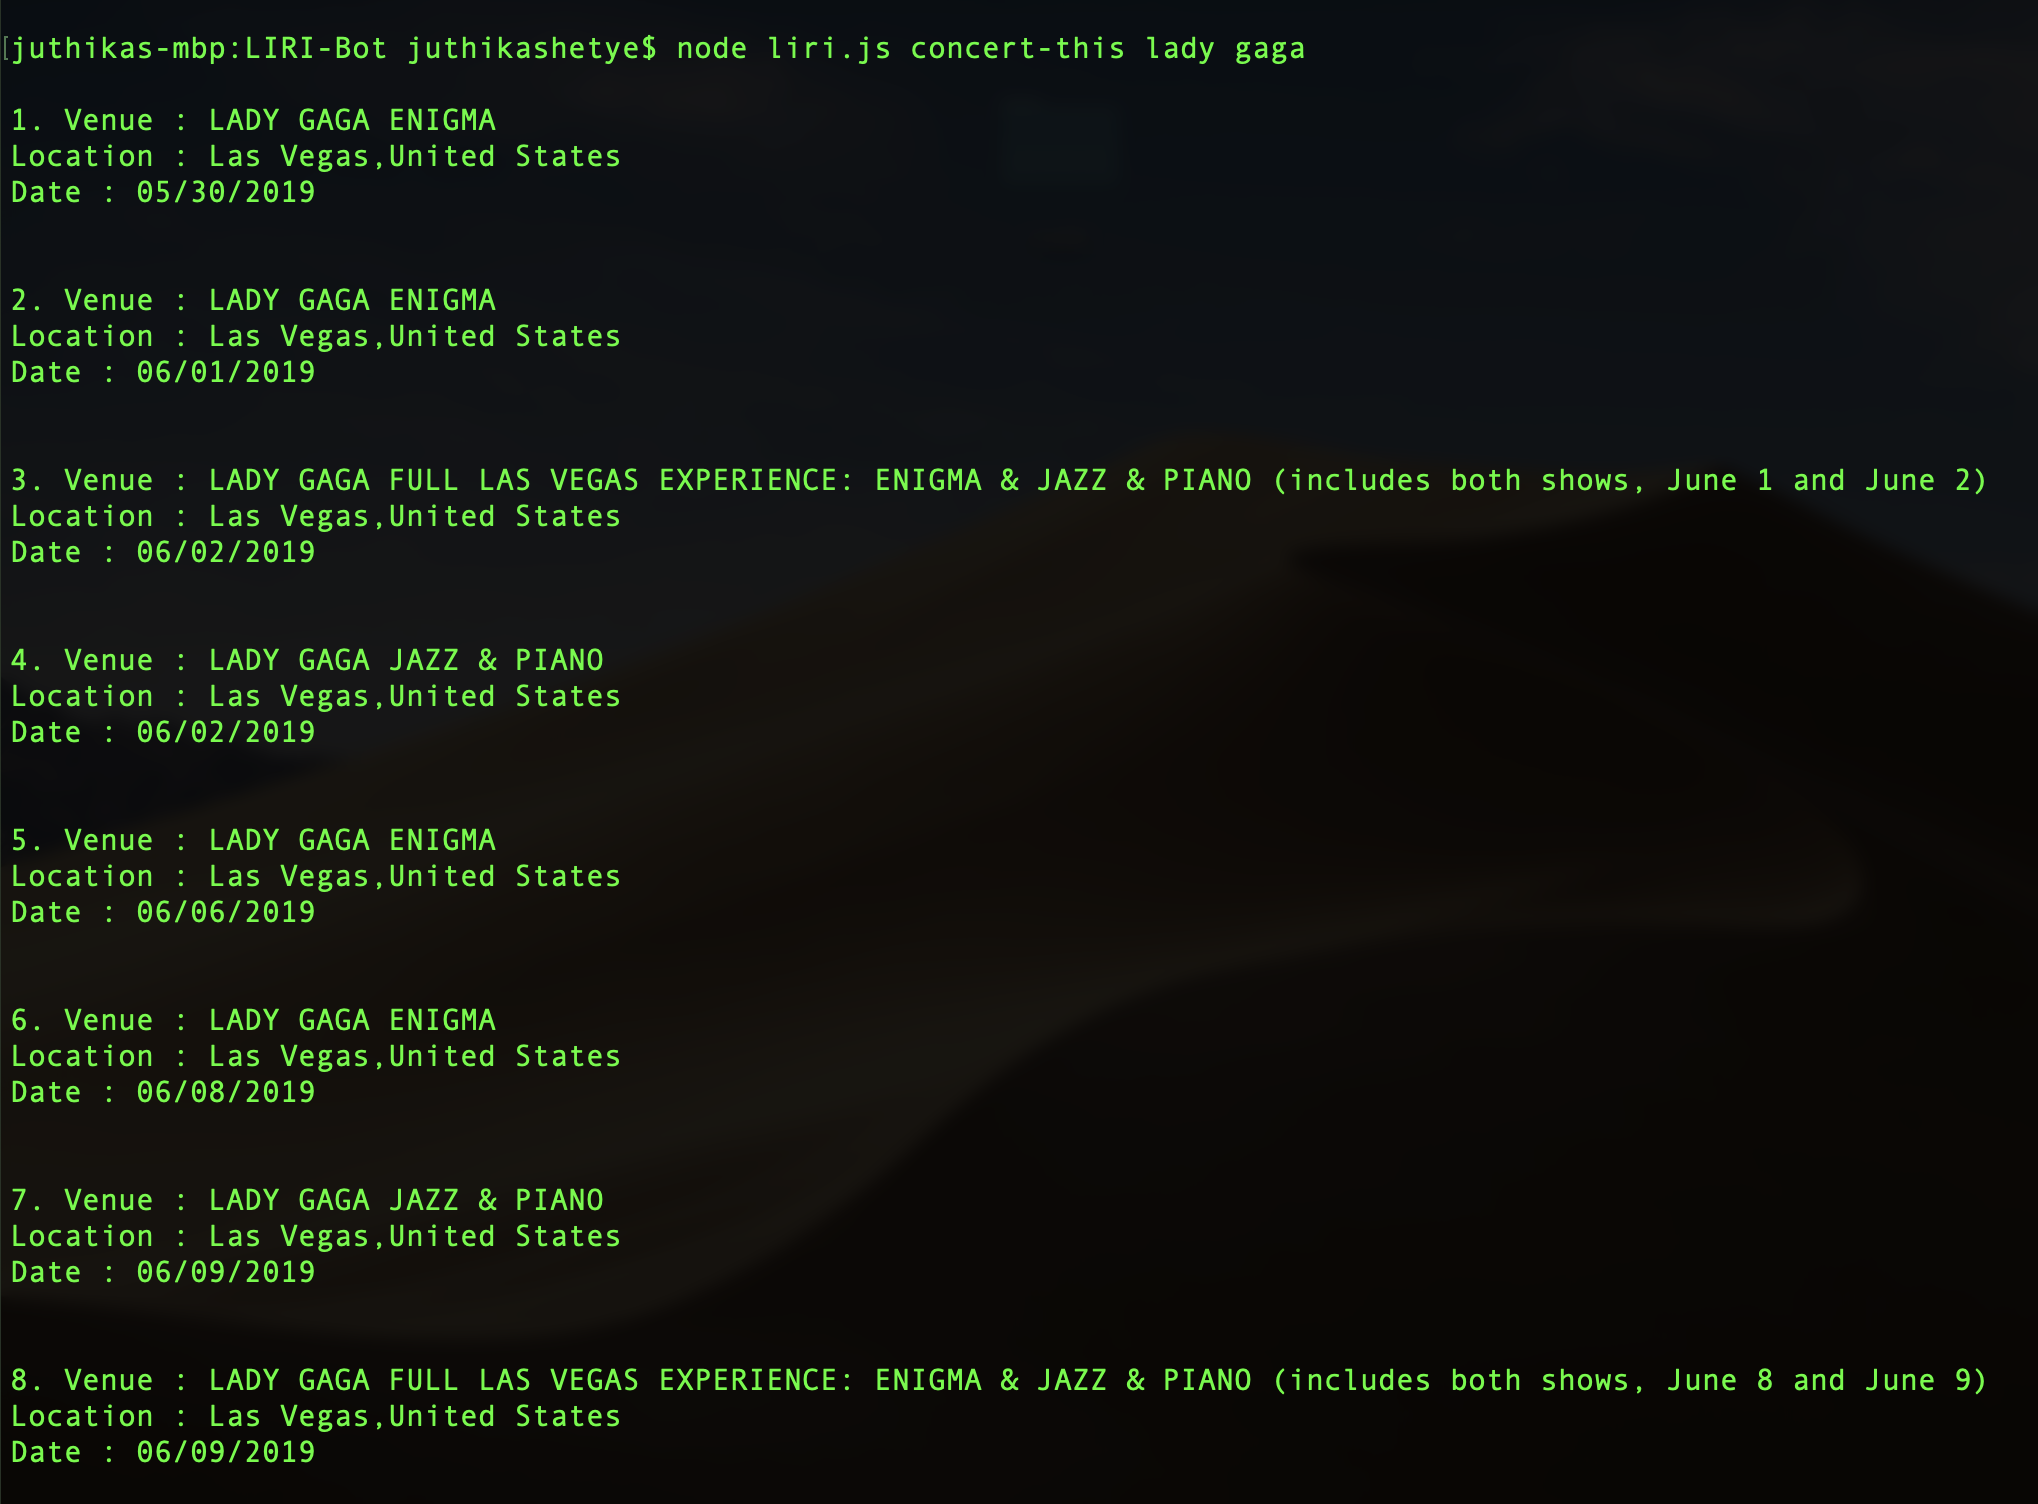 [juthikas-mbp:LIRI-Bot juthikashetye$ node liri.js concert-this lady gaga
1. Venue : LADY GAGA ENIGMA
Location : Las Vegas,United States
Date : 05/30/2019
2. Venue : LADY GAGA ENIGMA
Location : Las Vegas,United States
Date : 06/01/2019
3. Venue : LADY GAGA FULL LAS VEGAS EXPERIENCE: ENIGMA & JAZZ & PIANO (includes both shows, June 1 and June 2)
Location : Las Vegas,United States
Date : 06/02/2019
4. Venue : LADY GAGA JAZZ & PIANO
Location : Las Vegas,United States
Date : 06/02/2019
5. Venue : LADY GAGA ENIGMA
Location : Las Vegas,United States
Date : 06/06/2019
6. Venue : LADY GAGA ENIGMA
Location : Las Vegas,United States
Date : 06/08/2019
7. Venue : LADY GAGA JAZZ & PIANO
Location : Las Vegas,United States
Date : 06/09/2019
8. Venue : LADY GAGA FULL LAS VEGAS EXPERIENCE: ENIGMA & JAZZ & PIANO (includes both shows, June 8 and June 9)
Location : Las Vegas,United States
Date : 06/09/2019